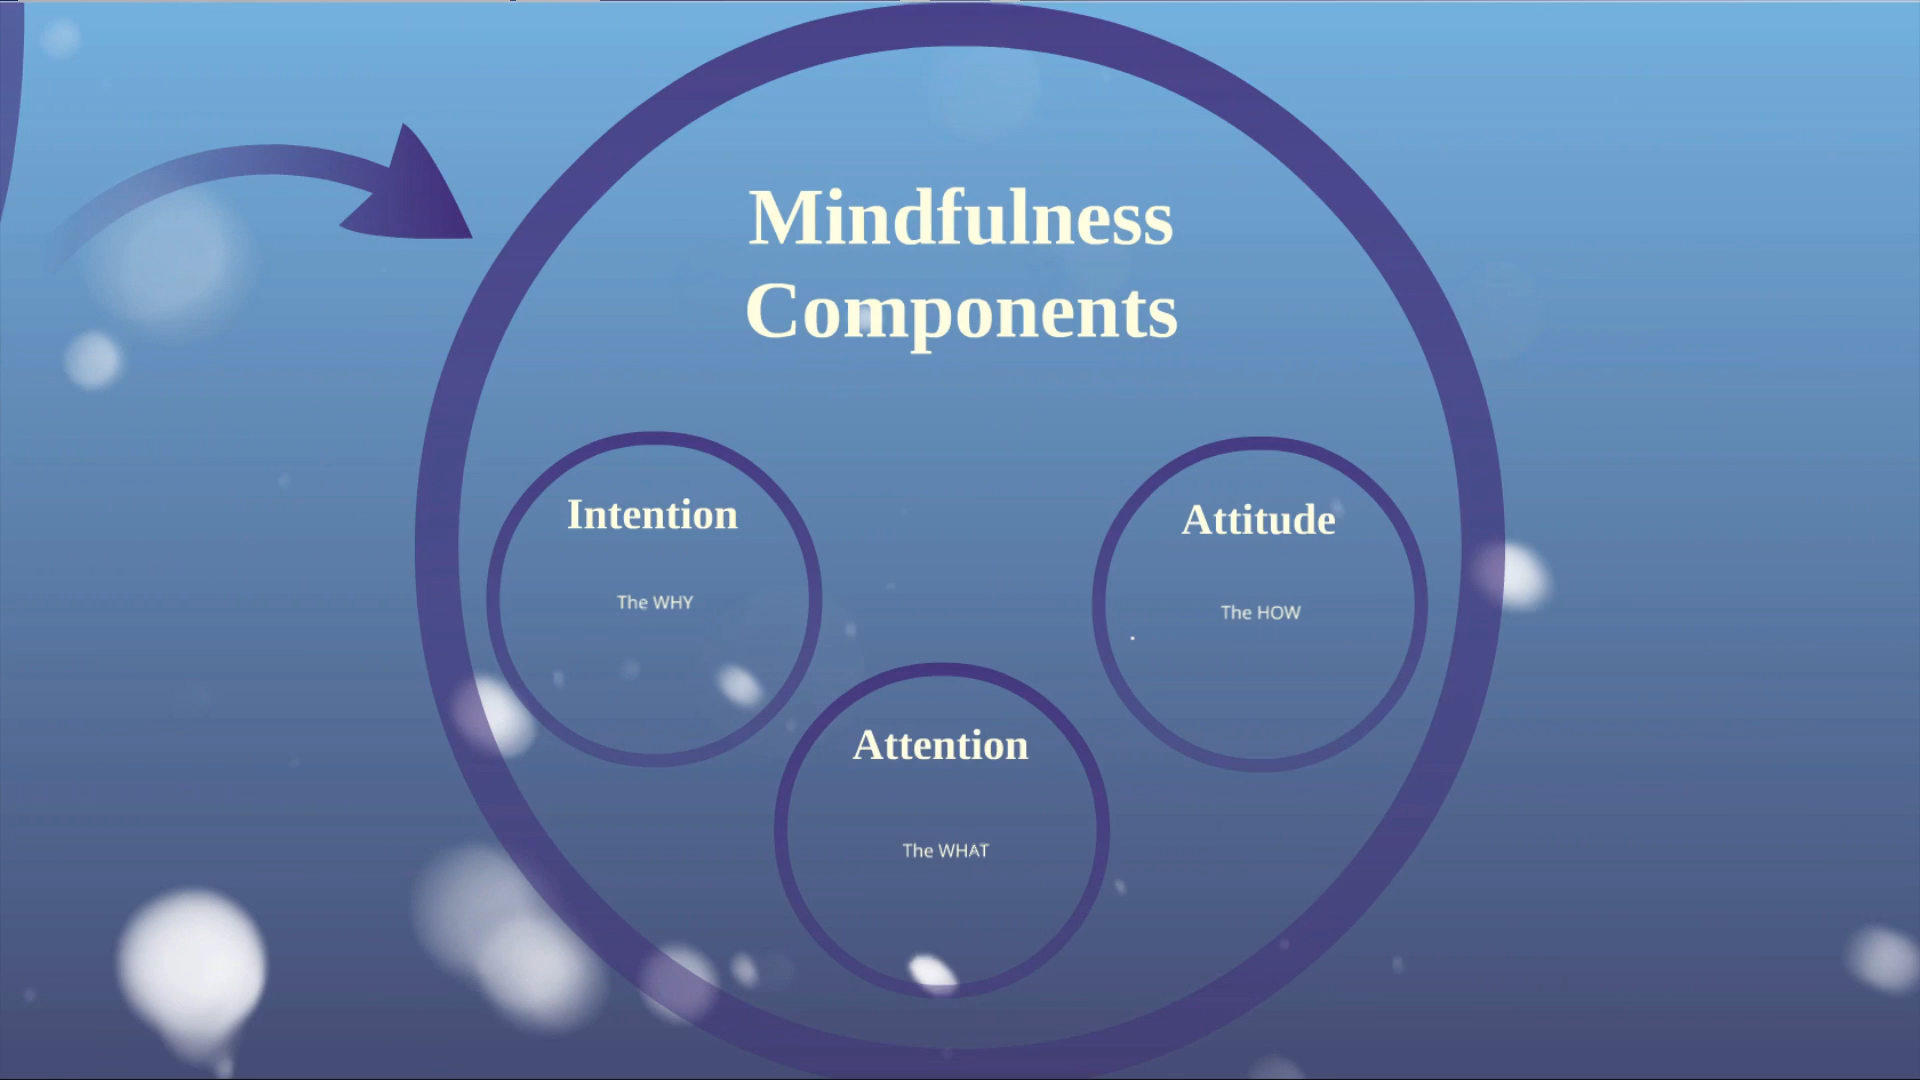 Mindfulness
Components
Intention
The WHY
Attitude
The HOW
Attention
The WHAT